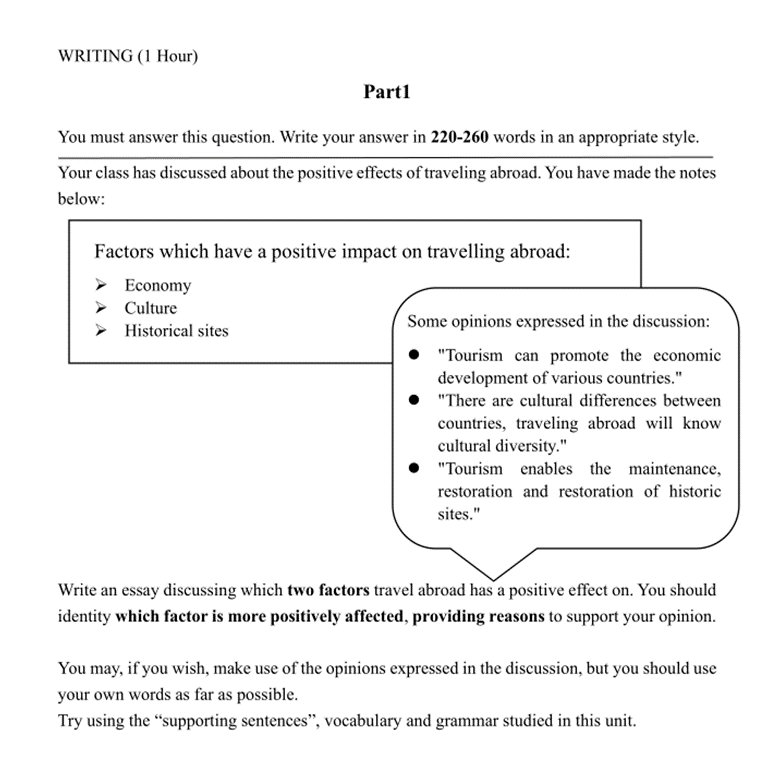 WRITING (1 Hour)
Part1
You must answer this question. Write your answer in 220-260 words in an appropriate style.
Your class has discussed about the positive effects of traveling abroad. You have made the notes
below:
Factors which have a positive impact on travelling abroad:
➢ Economy
➢ Culture
➢ Historical sites
Some opinions expressed in the discussion:
● "Tourism can promote the economic
development of various countries."
● "There are cultural differences between
countries, traveling abroad will know
cultural diversity."
● "Tourism enables the maintenance,
restoration and restoration of historic
sites."
Write an essay discussing which two factors travel abroad has a positive effect on. You should
identity which factor is more positively affected, providing reasons to support your opinion.
You may, if you wish, make use of the opinions expressed in the discussion, but you should use
your own words as far as possible.
Try using the “supporting sentences”, vocabulary and grammar studied in this unit.